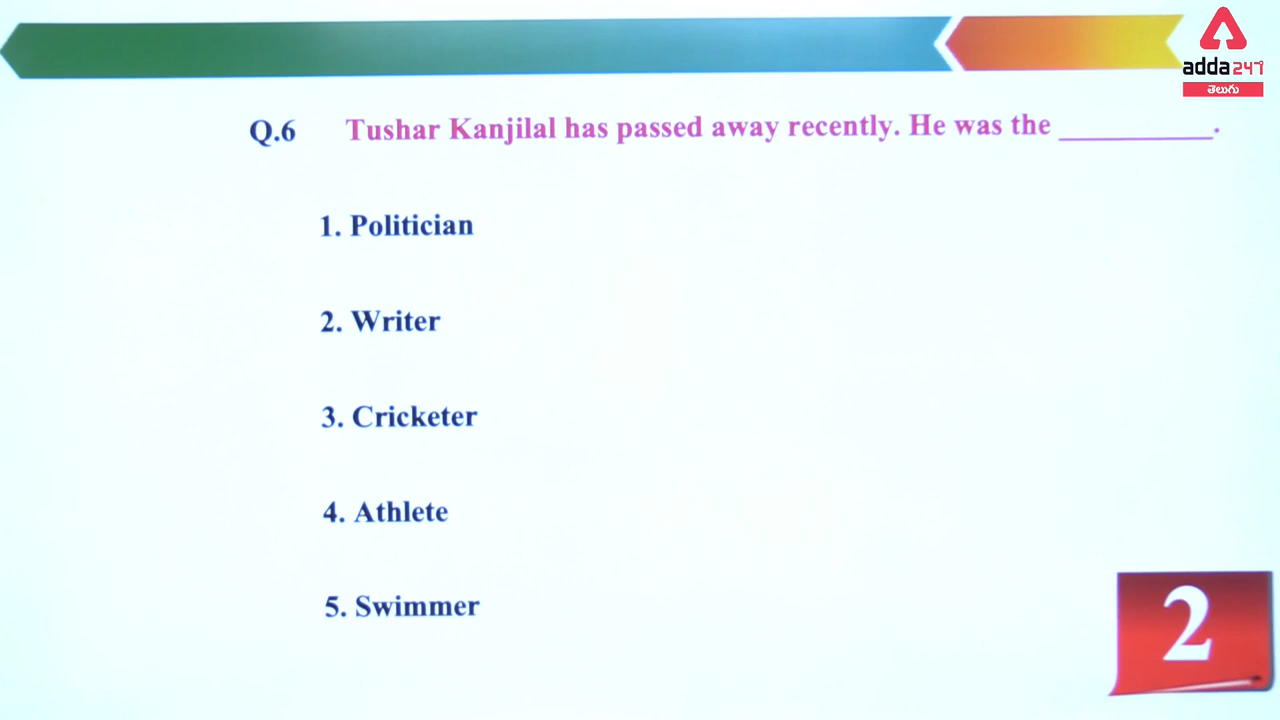 adda247
తెలుగు
Q.6 Tushar Kanjilal has passed away recently. He was the __________.
1. Politician
2. Writer
3. Cricketer
4. Athlete
5. Swimmer
2